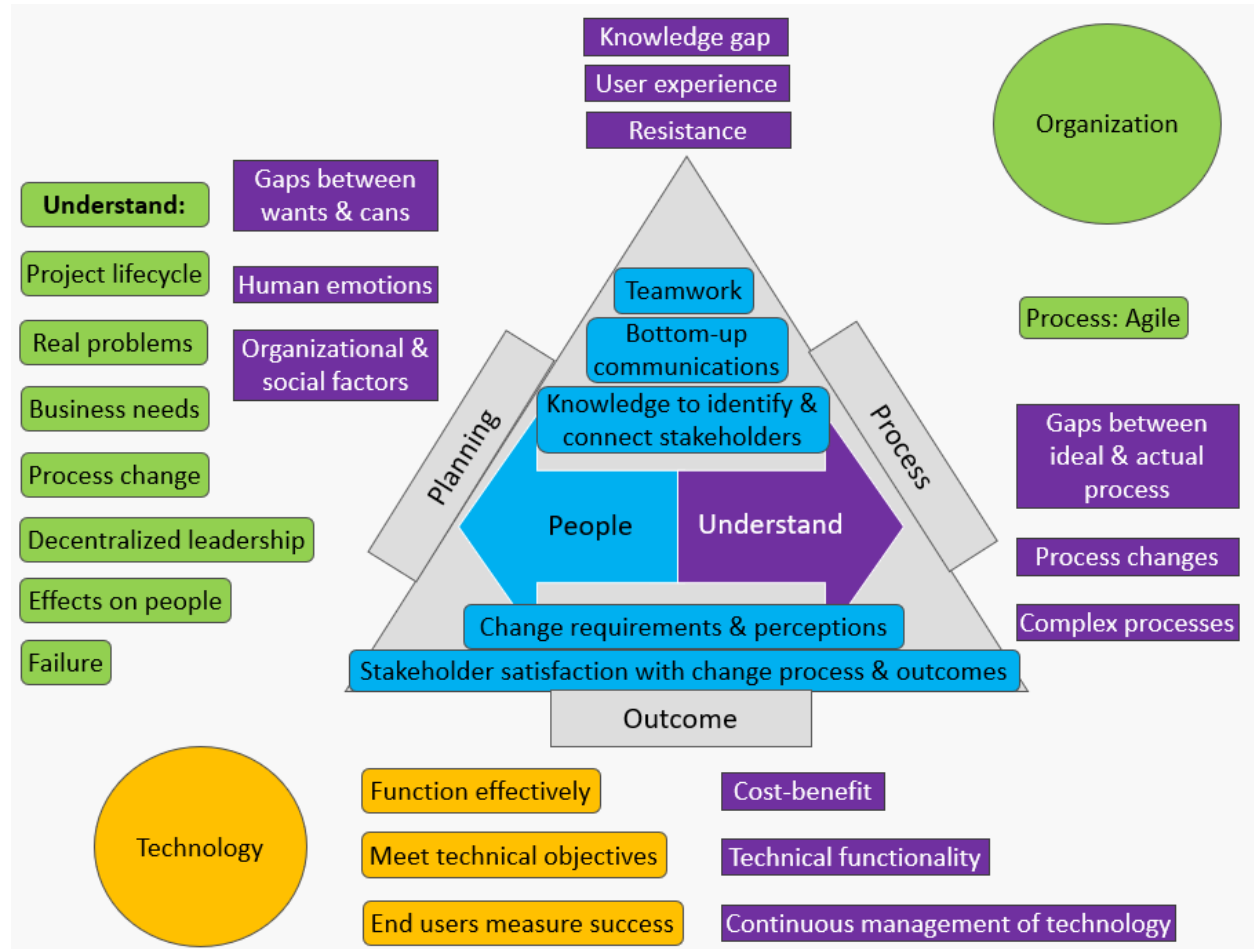 Knowledge gap
User experience
Resistance
Organization
Understand:
Gaps between
wants & cans
Project lifecycle
Human emotions
Real problems
Organizational &
social factors
Business needs
Process change
Decentralized leadership
Effects on people
Failure
Planning
Teamwork
Bottom-up
communications
Knowledge to identify &
connect stakeholders
People
Understand
Change requirements & perceptions
Stakeholder satisfaction with change process & outcomes
Outcome
Process
Process: Agile
Gaps between
ideal & actual
process
Process changes
Complex processes
Technology
Function effectively
Meet technical objectives
End users measure success
Cost-benefit
Technical functionality
Continuous management of technology